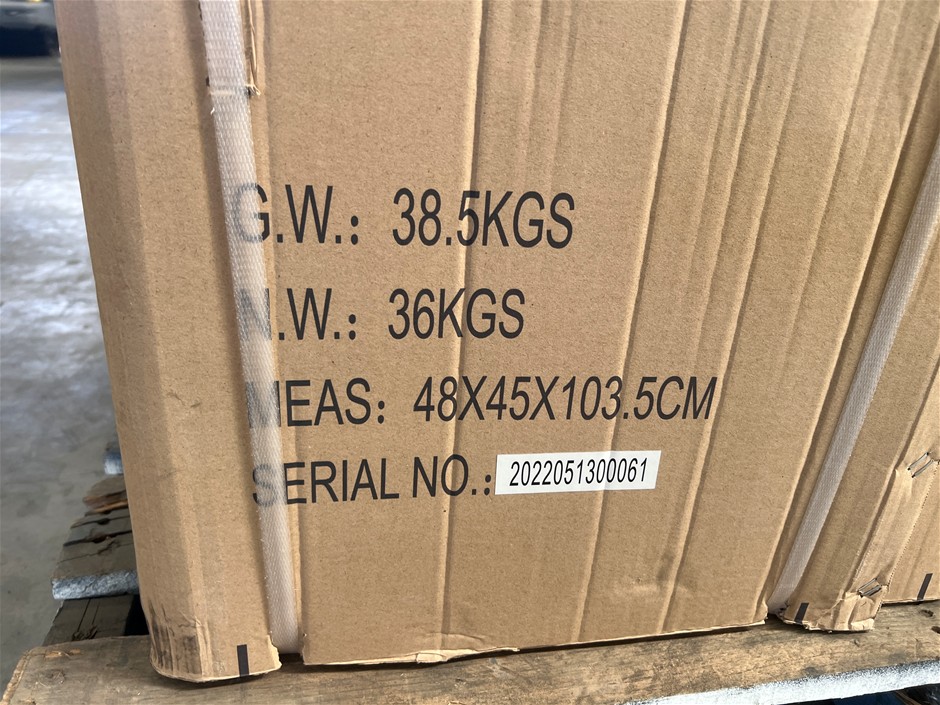 G.W.: 38.5KGS
N.W.: 36KGS
MEAS: 48X45X103.5CM
SERIAL NO.: 2022051300061